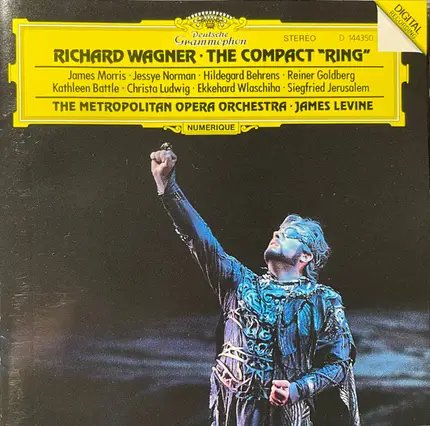 Deutsche
Grammophon
STEREO D 144350
DIGITAL
RECORDING
RICHARD WAGNER · THE COMPACT "RING"
James Morris · Jessye Norman · Hildegard Behrens · Reiner Goldberg
Kathleen Battle · Christa Ludwig · Ekkehard Wlaschiha · Siegfried Jerusalem
THE METROPOLITAN OPERA ORCHESTRA · JAMES LEVINE
NUMERIQUE